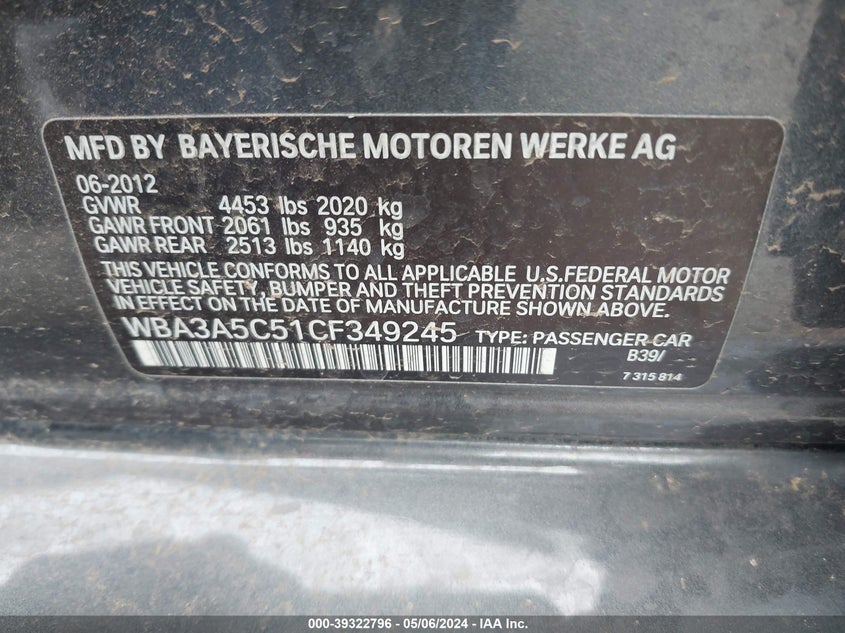 MFD BY BAYERISCHE MOTOREN WERKE AG
06-2012
GVWR 4453 lbs 2020 kg
GAWR FRONT 2061 lbs 935 kg
GAWR REAR 2513 lbs 1140 kg
THIS VEHICLE CONFORMS TO ALL APPLICABLE U.S.FEDERAL MOTOR
VEHICLE SAFETY, BUMPER AND THEFT PREVENTION STANDARDS
IN EFFECT ON THE DATE OF MANUFACTURE SHOWN ABOVE.
WBA3A5C51CF349245 TYPE: PASSENGER CAR
B39/
7 315 814
000-39322796 - 05/06/2024 - IAA Inc.